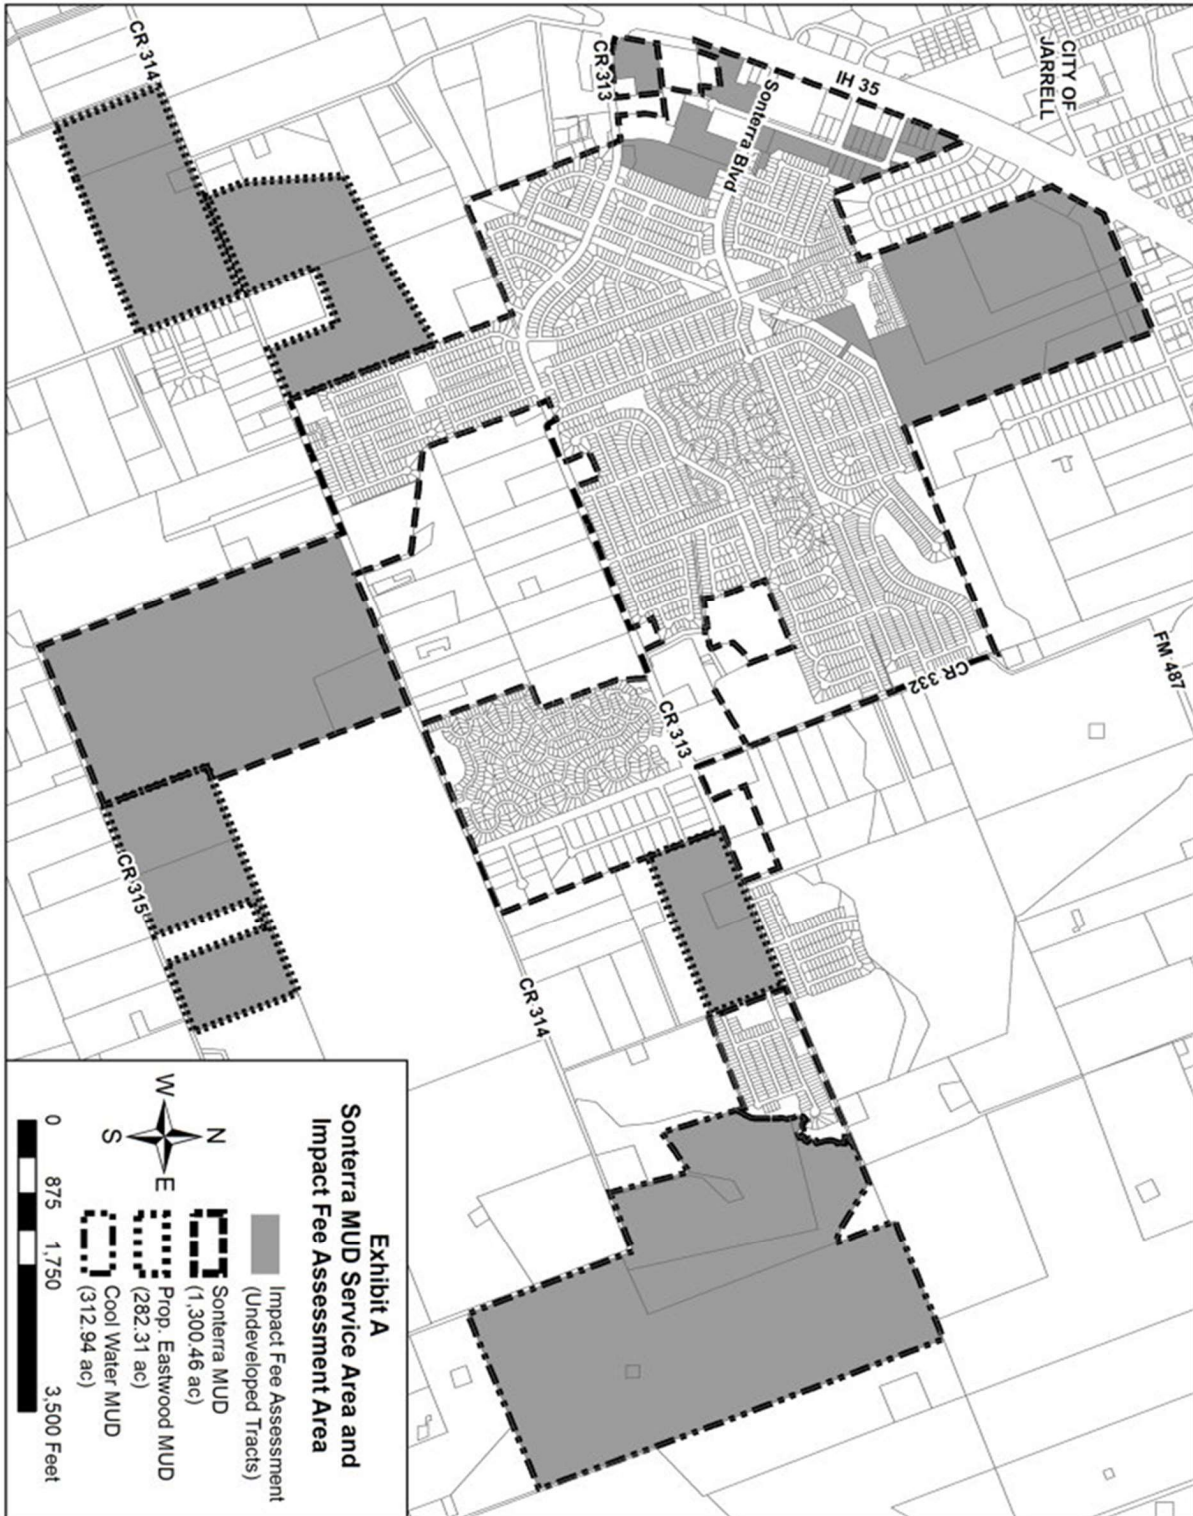 CITY OF
JARRELL
IH 35
FM 487
Sonterra Blvd
CR 313
CR 314
CR 332
CR 313
CR 314
CR 315
Exhibit A
Sonterra MUD Service Area and
Impact Fee Assessment Area
Impact Fee Assessment
(Undeveloped Tracts)
Sonterra MUD
(1,300.46 ac)
Prop. Eastwood MUD
(282.31 ac)
Cool Water MUD
(312.94 ac)
N
W
E
S
0 875 1,750 3,500 Feet